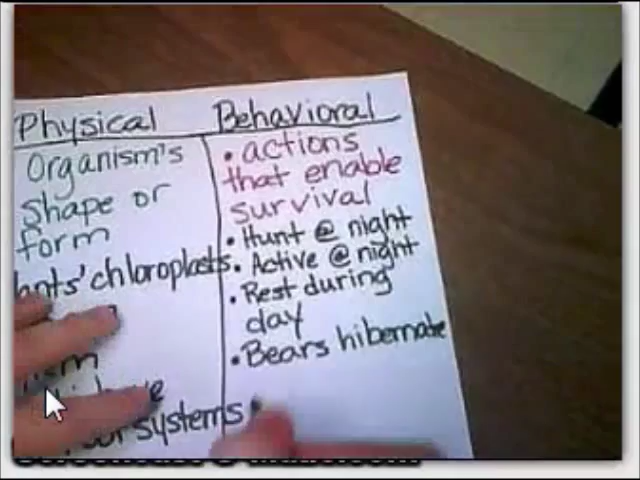 Physical
Organism's
shape or
form
chloroplasts
systems
Behavioral
• actions
that enable
survival
• Hunt @ night
• Active @ night
• Rest during
day
• Bears hibernate